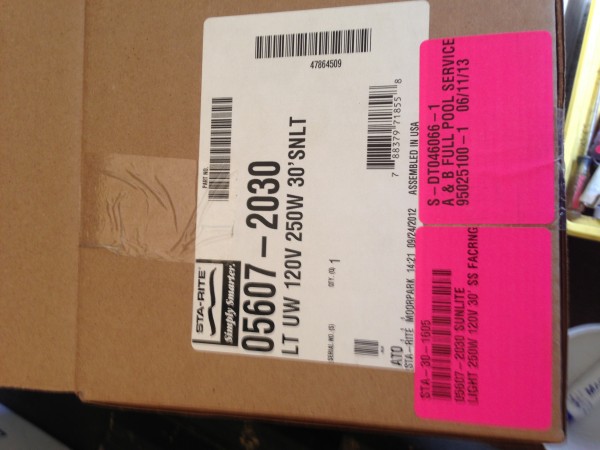 STA-RITE®
Simply Smarter.
PART NO.
05607-2030
LT UW 120V 250W 30'SNLT
SERIAL NO.(S)
QTY. (Q) 1
47864509
7 88379 71855 8
ATO
STA-RITE MOORPARK 14:21 09/24/2012 ASSEMBLED IN USA
S-DT046066-1
A & B FULL POOL SERVICE
95025100-1 06/11/13
STA-30-1605
05607-2030 SUNLITE
LIGHT 250W 120V 30' SS FACRNG